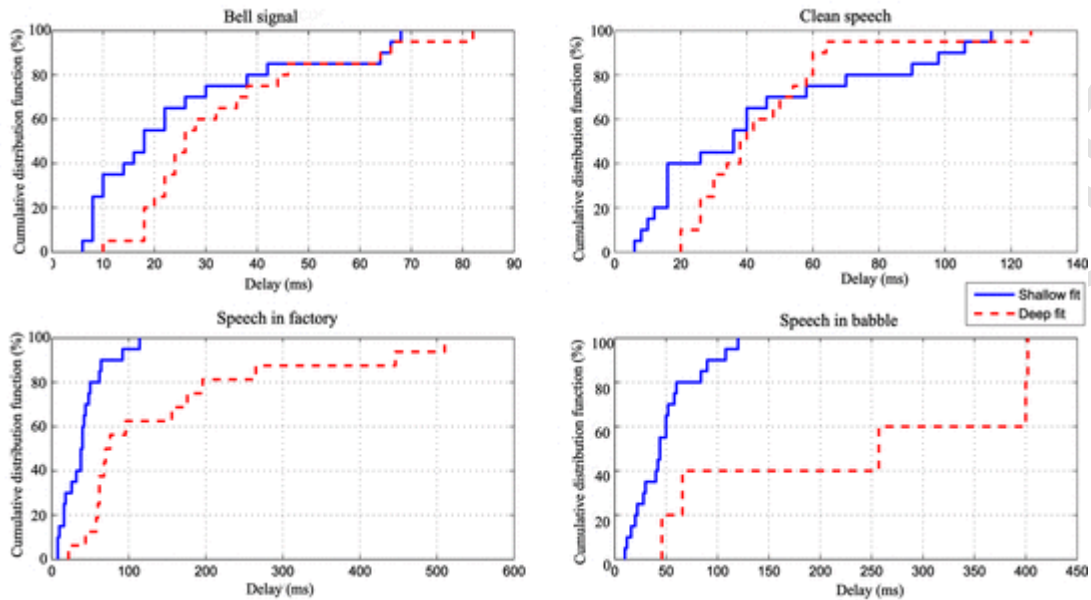 Bell signal
Cumulative distribution function (%)
100
80
60
40
20
0
10 20 30 40 50 60 70 80 90
Delay (ms)
Clean speech
Cumulative distribution function (%)
100
80
60
40
20
0
0 20 40 60 80 100 120 140
Delay (ms)
Shallow fit
Deep fit
Speech in factory
Cumulative distribution function (%)
100
80
60
40
20
0
0 100 200 300 400 500 600
Delay (ms)
Speech in babble
Cumulative distribution function (%)
100
80
60
40
20
0
0 50 100 150 200 250 300 350 400 450
Delay (ms)